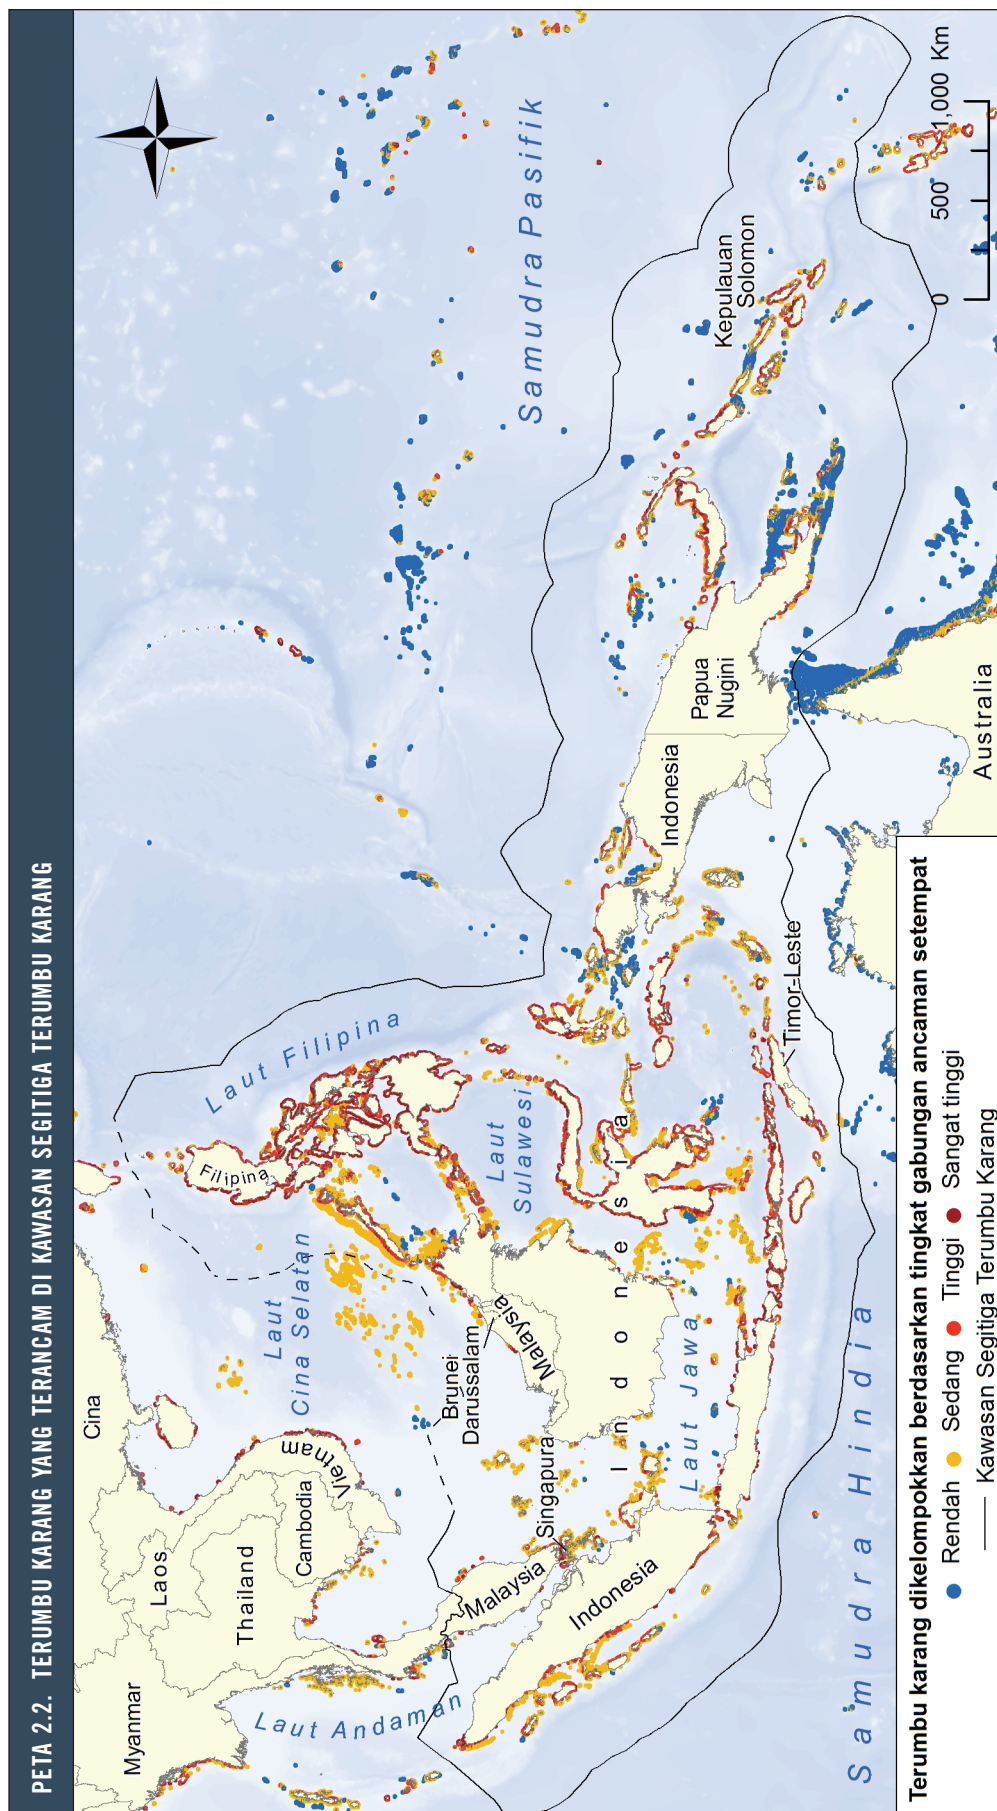 PETA 2.2. TERUMBU KARANG YANG TERANCAM DI KAWASAN SEGITIGA TERUMBU KARANG
Myanmar
Laos
Cina
Thailand
Cambodia
Vietnam
Laut Andaman
Laut
Cina Selatan
Filipina
Laut Filipina
Samudra Pasifik
Malaysia
Singapura
Brunei
Darussalam
Malaysia
Laut
Sulawesi
Indonesia
Indonesia
Laut Jawa
Indonesia
Papua
Nugini
Kepulauan
Solomon
Timor-Leste
Samudra Hindia
Australia
0 500 1,000 Km
Terumbu karang dikelompokkan berdasarkan tingkat gabungan ancaman setempat
Rendah Sedang Tinggi Sangat tinggi
Kawasan Segitiga Terumbu Karang